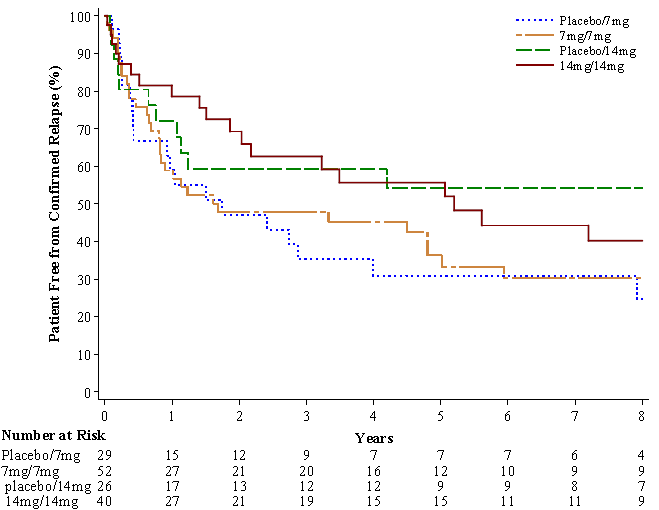 Patient Free from Confirmed Relapse (%)
100
90
80
70
60
50
40
30
20
10
0
Placebo/7mg
7mg/7mg
Placebo/14mg
14mg/14mg
0 1 2 3 4 5 6 7 8
Years
Number at Risk
Placebo/7mg 29 15 12 9 7 7 7 6 4
7mg/7mg 52 27 21 20 16 12 10 9 9
placebo/14mg 26 17 13 12 12 9 9 8 7
14mg/14mg 40 27 21 19 15 15 11 11 9